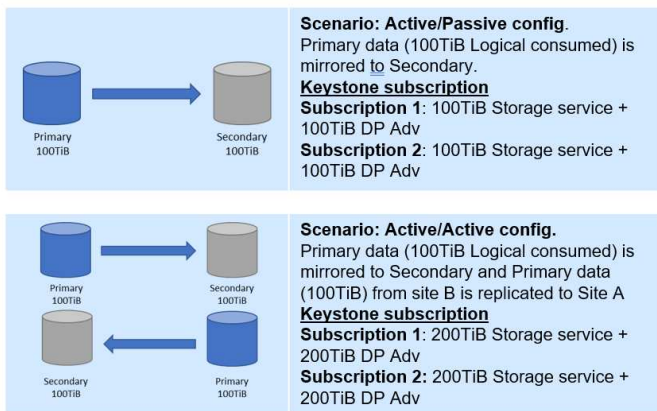 Scenario: Active/Passive config.
Primary data (100TiB Logical consumed) is
mirrored to Secondary.
Keystone subscription
Subscription 1: 100TiB Storage service +
100TiB DP Adv
Subscription 2: 100TiB Storage service +
100TiB DP Adv
Primary
100TiB
Secondary
100TiB
Scenario: Active/Active config.
Primary data (100TiB Logical consumed) is
mirrored to Secondary and Primary data
(100TiB) from site B is replicated to Site A
Keystone subscription
Subscription 1: 200TiB Storage service +
200TiB DP Adv
Subscription 2: 200TiB Storage service +
200TiB DP Adv
Primary
100TiB
Secondary
100TiB
Secondary
100TiB
Primary
100TiB